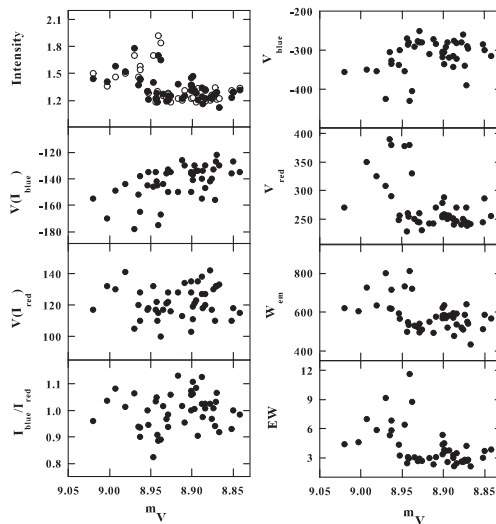 2.1
1.8
1.5
1.2
Intensity
-120
-140
-160
-180
V(I_blue)
140
120
100
V(I_red)
1.1
1.0
0.9
0.8
I_blue/I_red
9.05 9.00 8.95 8.90 8.85
m_V
-200
-300
-400
V_blue
400
350
300
250
V_red
800
600
400
W_em
12
9
6
3
EW
9.05 9.00 8.95 8.90 8.85
m_V